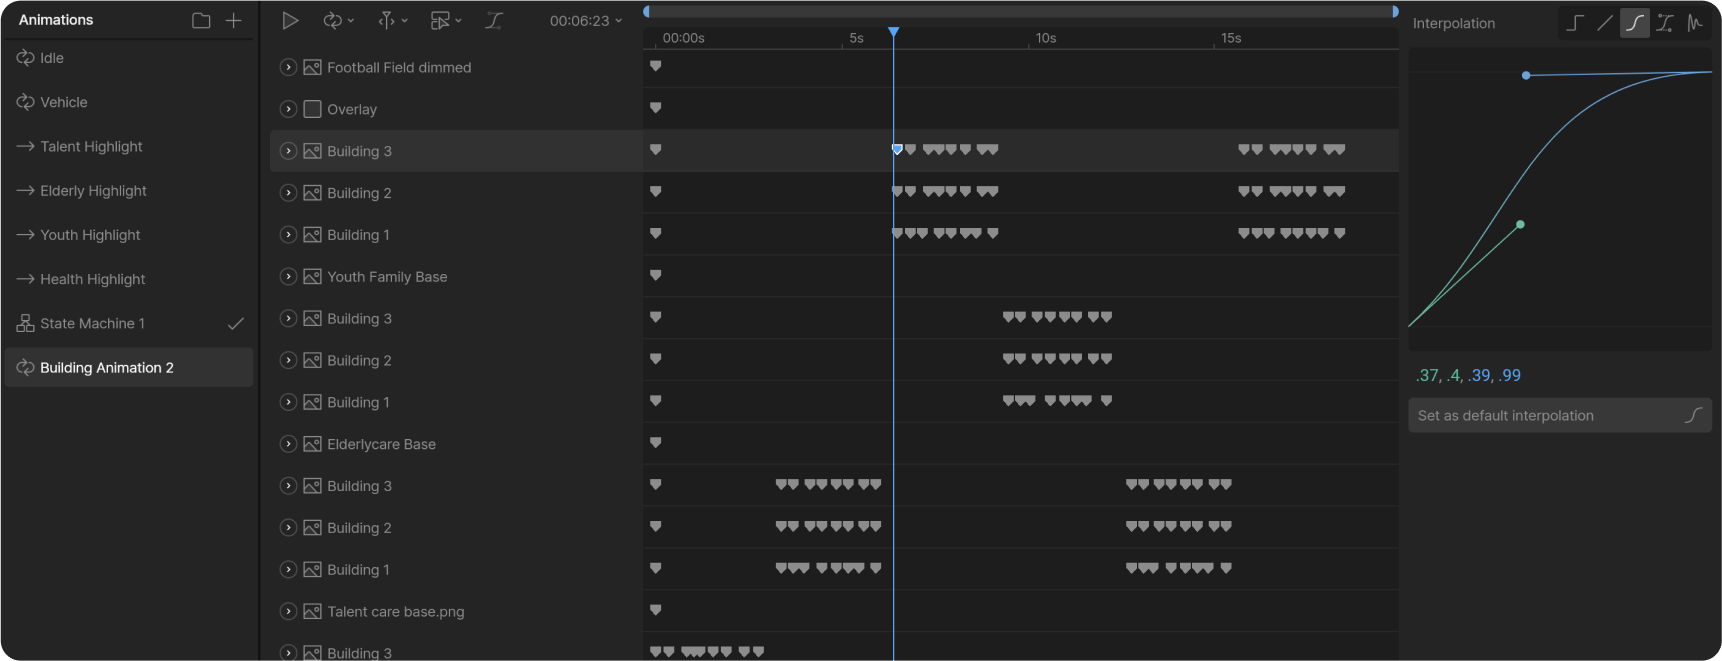 Animations
Idle
Vehicle
Talent Highlight
Elderly Highlight
Youth Highlight
Health Highlight
State Machine 1
Building Animation 2
00:06:23
00:00s 5s 10s 15s
Football Field dimmed
Overlay
Building 3
Building 2
Building 1
Youth Family Base
Building 3
Building 2
Building 1
Elderlycare Base
Building 3
Building 2
Building 1
Talent care base.png
Building 3
Interpolation
.37, .4, .39, .99
Set as default interpolation